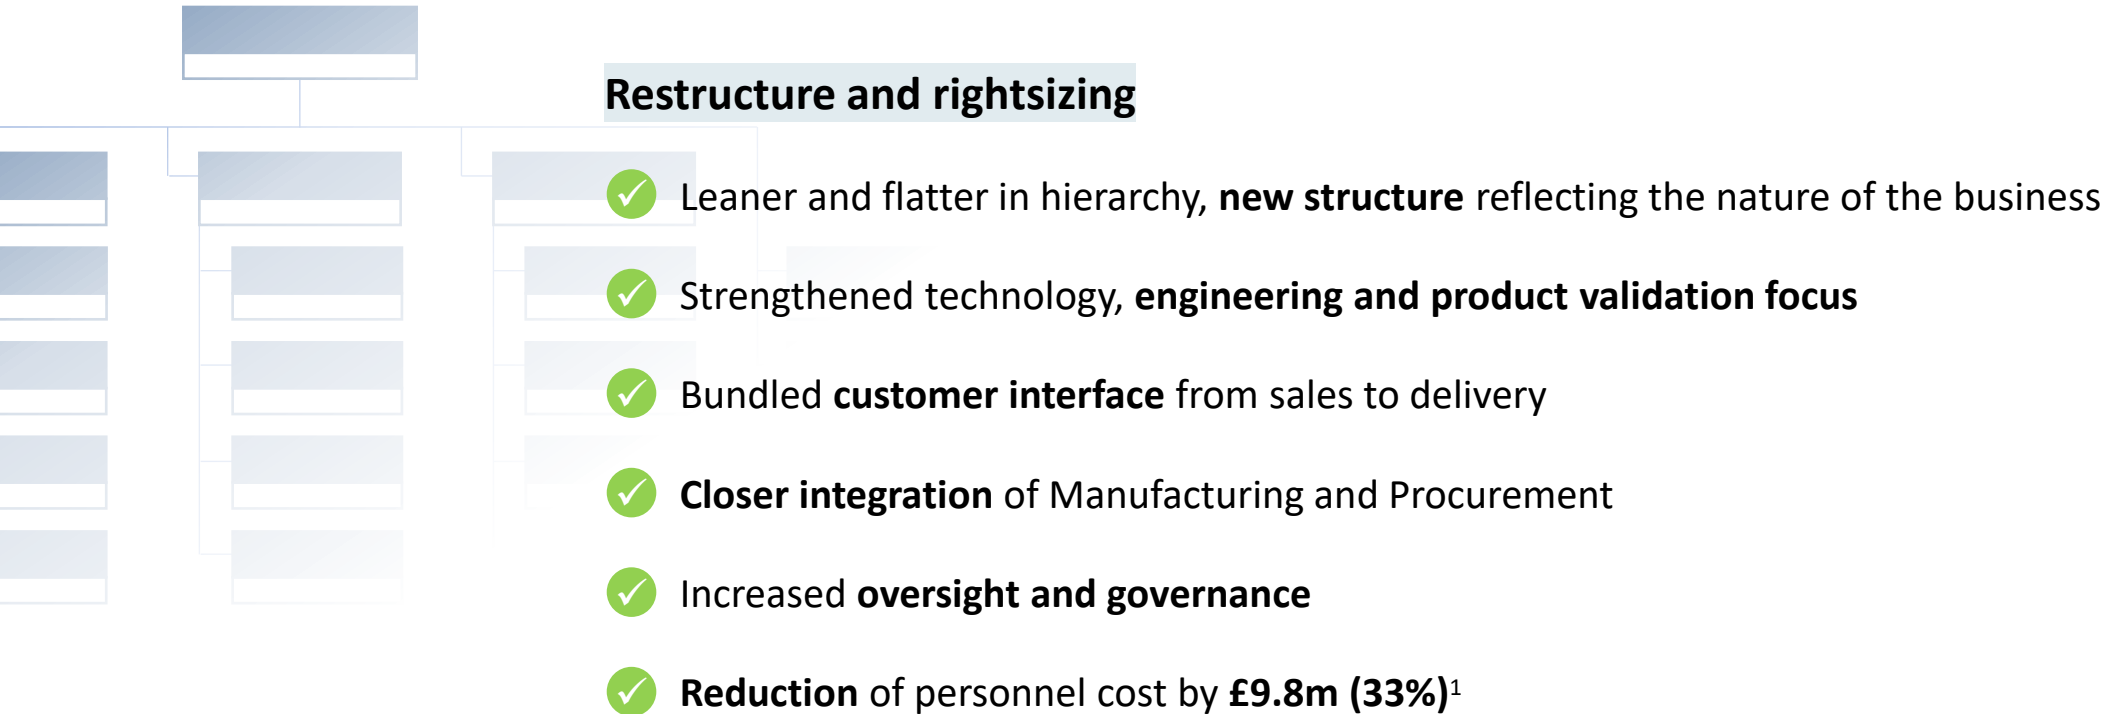 Restructure and rightsizing
Leaner and flatter in hierarchy, new structure reflecting the nature of the business
Strengthened technology, engineering and product validation focus
Bundled customer interface from sales to delivery
Closer integration of Manufacturing and Procurement
Increased oversight and governance
Reduction of personnel cost by £9.8m (33%)¹